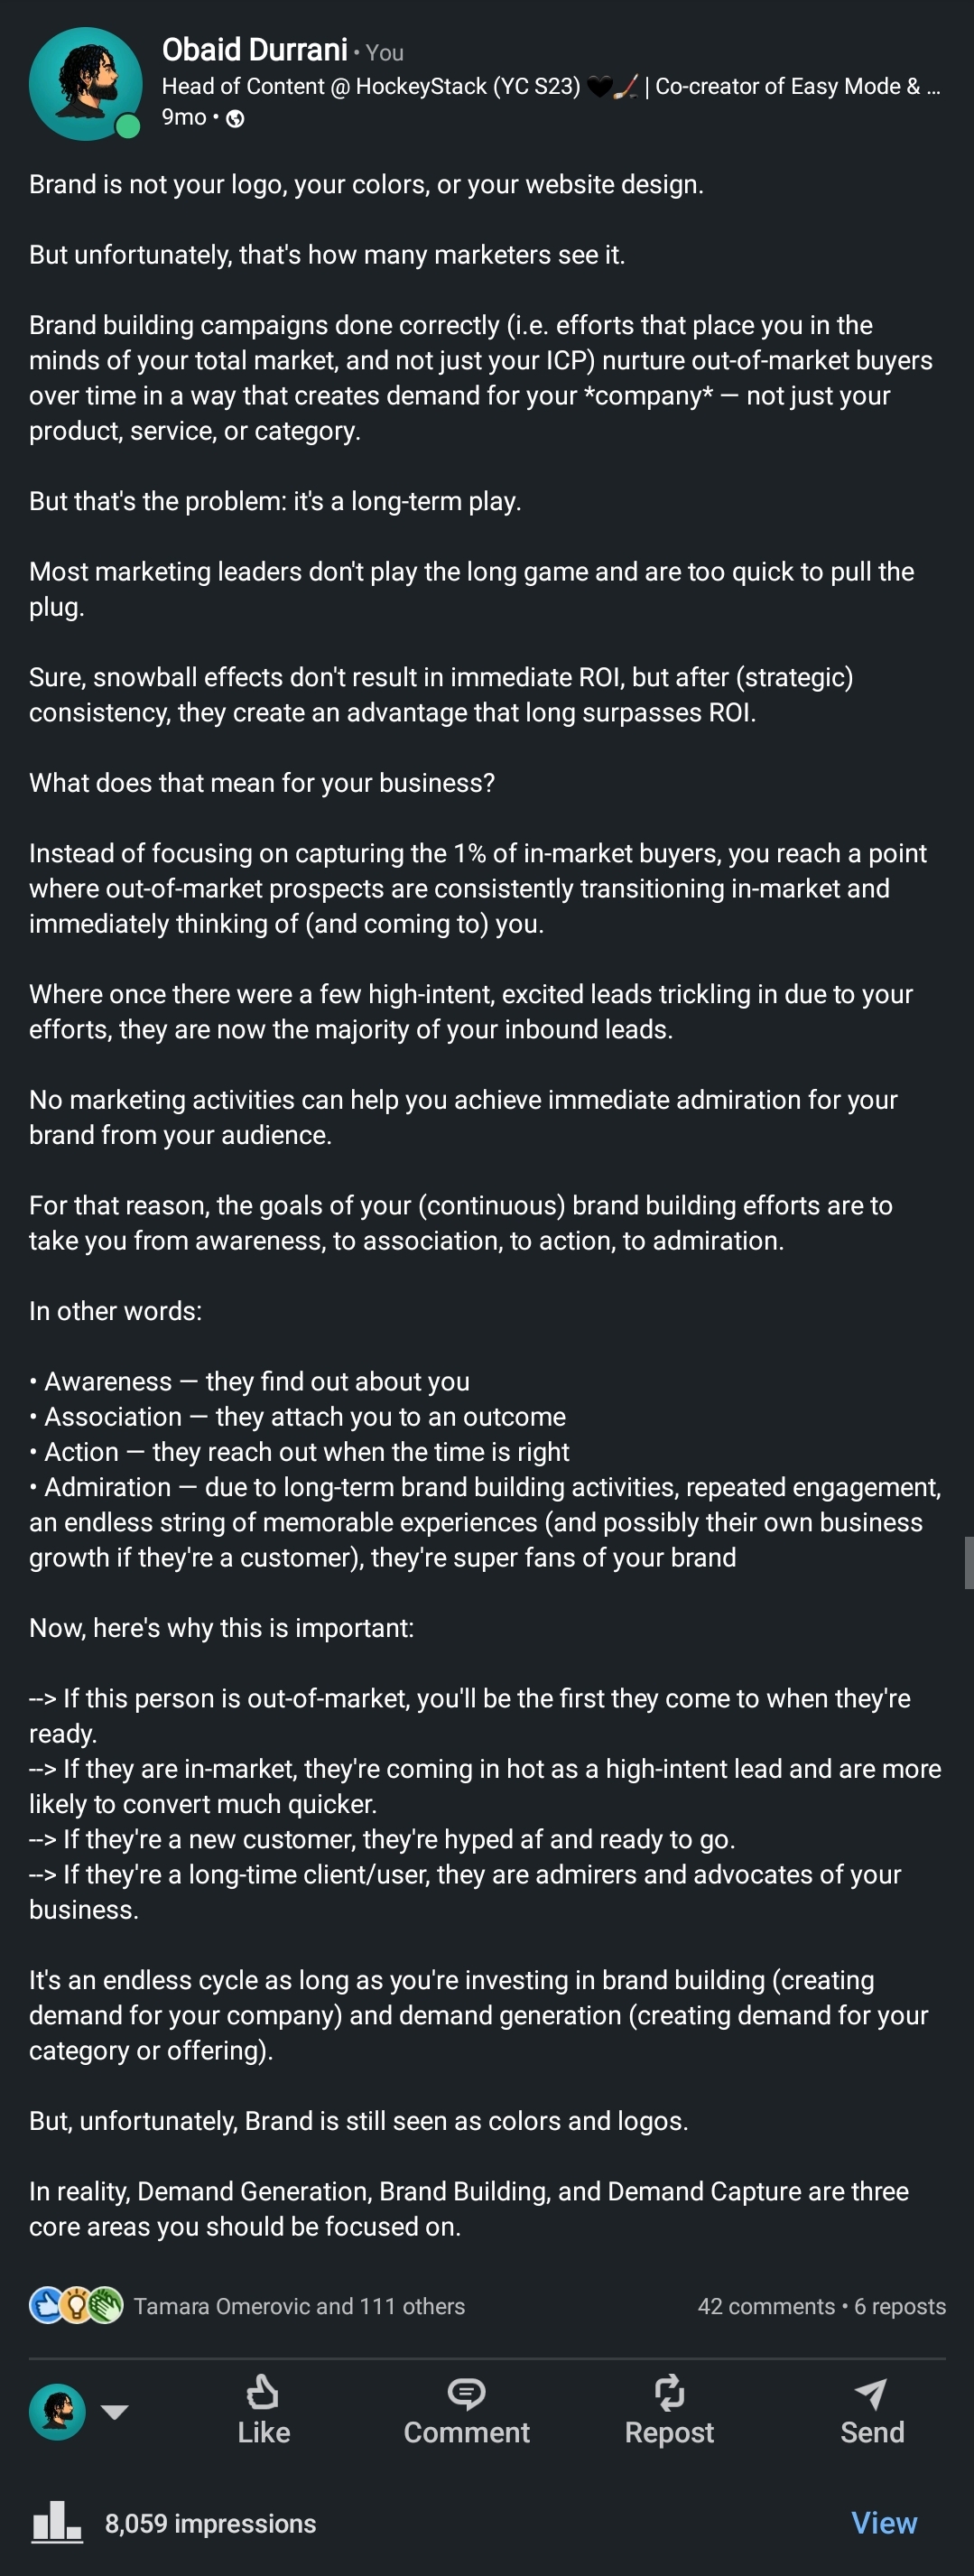 Obaid Durrani • You
Head of Content @ HockeyStack (YC S23) 🖤🏒 | Co-creator of Easy Mode & ...
9mo •
Brand is not your logo, your colors, or your website design.
But unfortunately, that's how many marketers see it.
Brand building campaigns done correctly (i.e. efforts that place you in the
minds of your total market, and not just your ICP) nurture out-of-market buyers
over time in a way that creates demand for your *company* — not just your
product, service, or category.
But that's the problem: it's a long-term play.
Most marketing leaders don't play the long game and are too quick to pull the
plug.
Sure, snowball effects don't result in immediate ROI, but after (strategic)
consistency, they create an advantage that long surpasses ROI.
What does that mean for your business?
Instead of focusing on capturing the 1% of in-market buyers, you reach a point
where out-of-market prospects are consistently transitioning in-market and
immediately thinking of (and coming to) you.
Where once there were a few high-intent, excited leads trickling in due to your
efforts, they are now the majority of your inbound leads.
No marketing activities can help you achieve immediate admiration for your
brand from your audience.
For that reason, the goals of your (continuous) brand building efforts are to
take you from awareness, to association, to action, to admiration.
In other words:
• Awareness — they find out about you
• Association — they attach you to an outcome
• Action — they reach out when the time is right
• Admiration — due to long-term brand building activities, repeated engagement,
an endless string of memorable experiences (and possibly their own business
growth if they're a customer), they're super fans of your brand
Now, here's why this is important:
--> If this person is out-of-market, you'll be the first they come to when they're
ready.
--> If they are in-market, they're coming in hot as a high-intent lead and are more
likely to convert much quicker.
--> If they're a new customer, they're hyped af and ready to go.
--> If they're a long-time client/user, they are admirers and advocates of your
business.
It's an endless cycle as long as you're investing in brand building (creating
demand for your company) and demand generation (creating demand for your
category or offering).
But, unfortunately, Brand is still seen as colors and logos.
In reality, Demand Generation, Brand Building, and Demand Capture are three
core areas you should be focused on.
Tamara Omerovic and 111 others
42 comments • 6 reposts
Like
Comment
Repost
Send
8,059 impressions
View